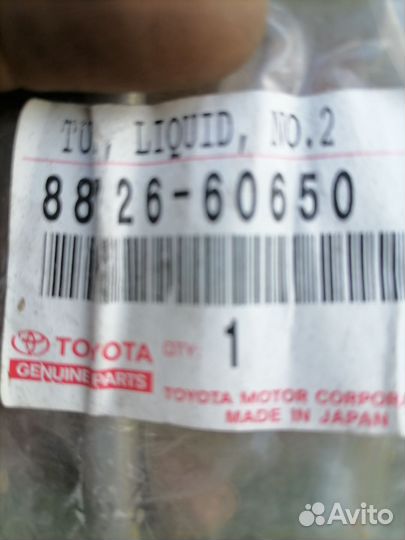 LIQUID, NO.2
26-60650
TOYOTA QTY: 1
GENUINE PARTS
TOYOTA MOTOR CORPORA
MADE IN JAPAN
Avito